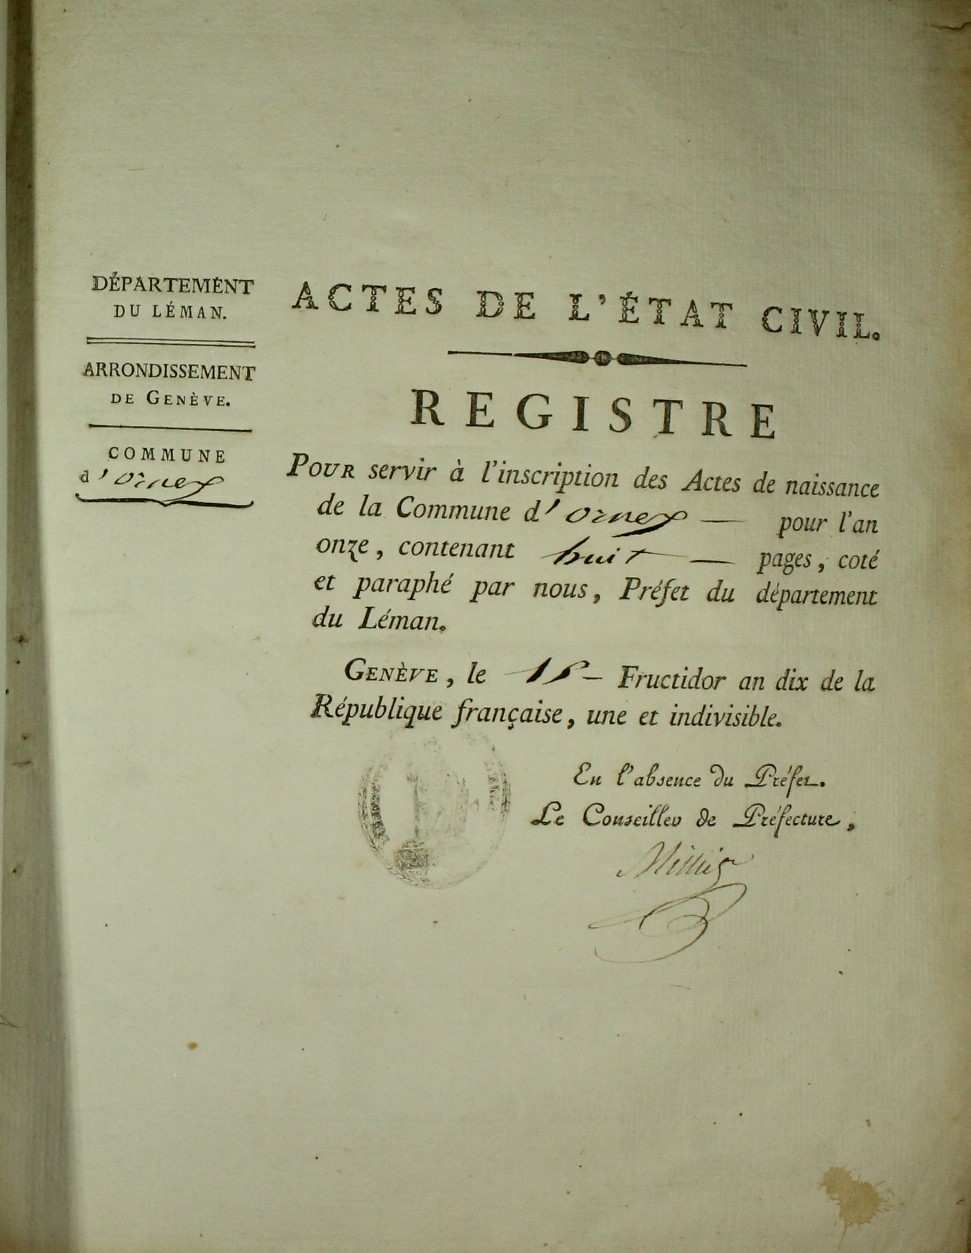 DÉPARTEMENT
DU LÉMAN.
ARRONDISSEMENT
DE GENÈVE.
COMMUNE
d'ornex
ACTES DE L'ÉTAT CIVIL.
REGISTRE
POUR servir à l'inscription des Actes de naissance
de la Commune d'ornex — pour l'an
onze, contenant huit — pages, coté
et paraphé par nous, Préfet du département
du Léman.
GENÈVE, le — Fructidor an dix de la
République française, une et indivisible.
En l'absence du Préfet.
Le Conseiller de Préfecture,